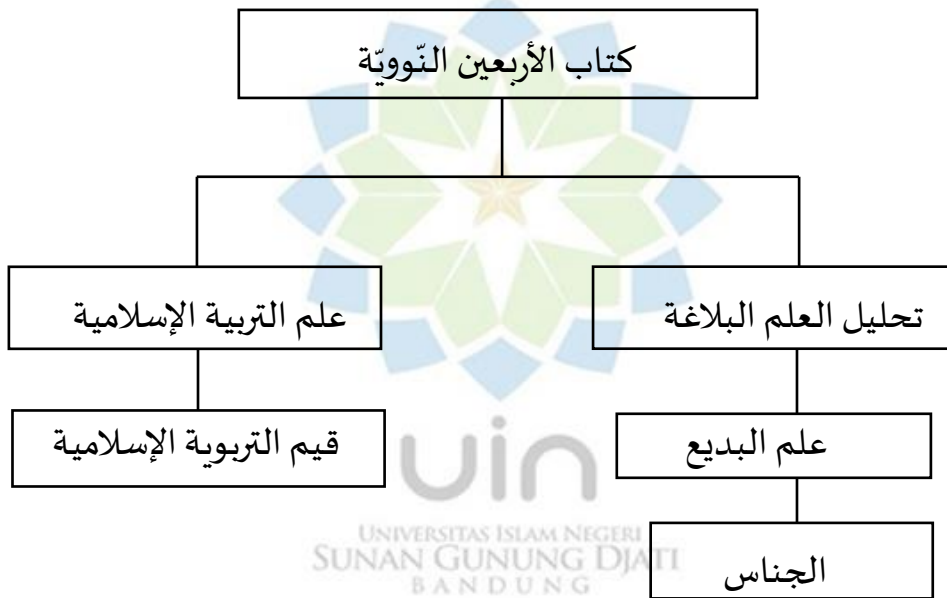 كتاب الأربعين النّوويّة
تحليل العلم البلاغة
علم التربية الإسلامية
علم البديع
قيم التربوية الإسلامية
الجناس
uin
UNIVERSITAS ISLAM NEGERI
SUNAN GUNUNG DJATI
BANDUNG